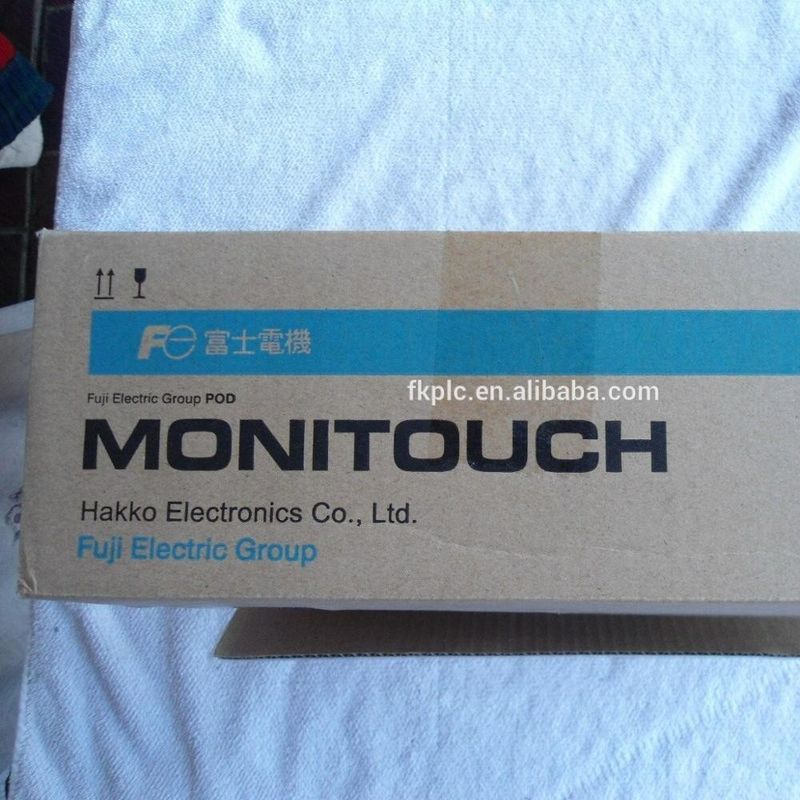 Fe 富士電機
fkplc.en.alibaba.com
Fuji Electric Group POD
MONITOUCH
Hakko Electronics Co., Ltd.
Fuji Electric Group